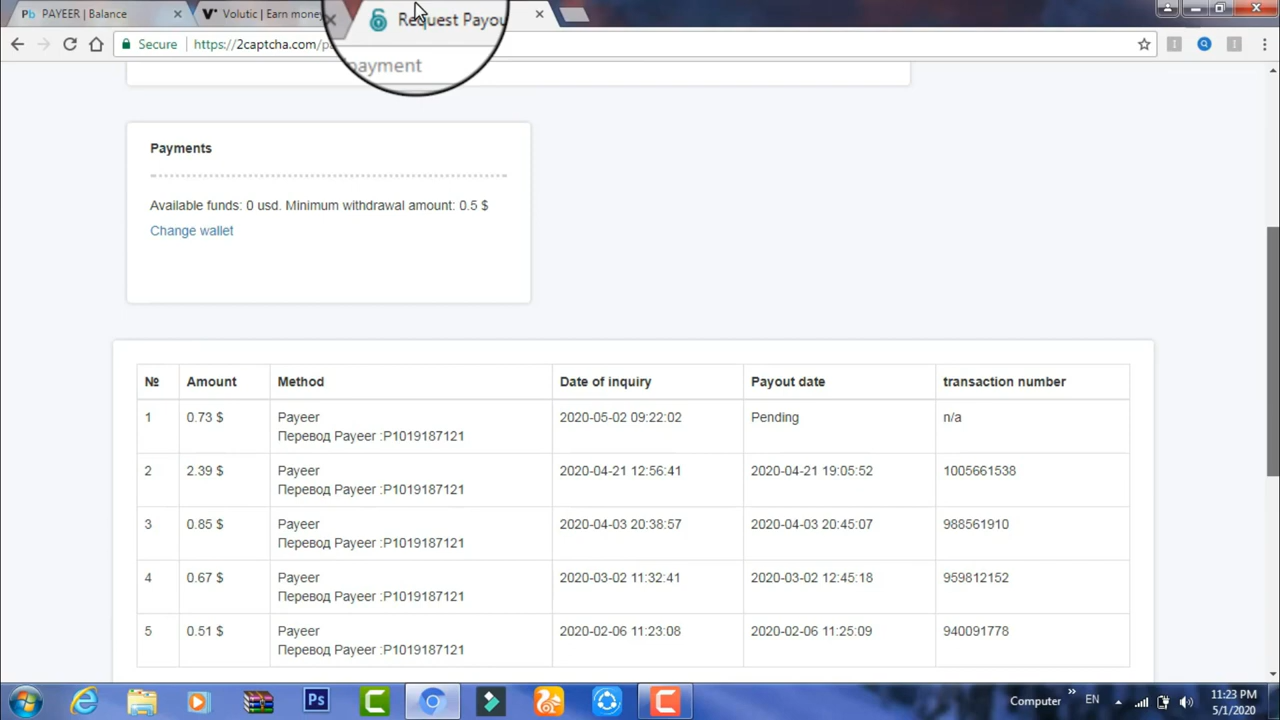 PAYEER | Balance
Volutic | Earn money
Request Payou
Secure
https://2captcha.com/p
payment
Payments
Available funds: 0 usd. Minimum withdrawal amount: 0.5 $
Change wallet
№ Amount Method Date of inquiry Payout date transaction number
1 0.73 $ Payeer 2020-05-02 09:22:02 Pending n/a
Перевод Payeer :P1019187121
2 2.39 $ Payeer 2020-04-21 12:56:41 2020-04-21 19:05:52 1005661538
Перевод Payeer :P1019187121
3 0.85 $ Payeer 2020-04-03 20:38:57 2020-04-03 20:45:07 988561910
Перевод Payeer :P1019187121
4 0.67 $ Payeer 2020-03-02 11:32:41 2020-03-02 12:45:18 959812152
Перевод Payeer :P1019187121
5 0.51 $ Payeer 2020-02-06 11:23:08 2020-02-06 11:25:09 940091778
Перевод Payeer :P1019187121
Ps
Computer
EN
11:23 PM
5/1/2020